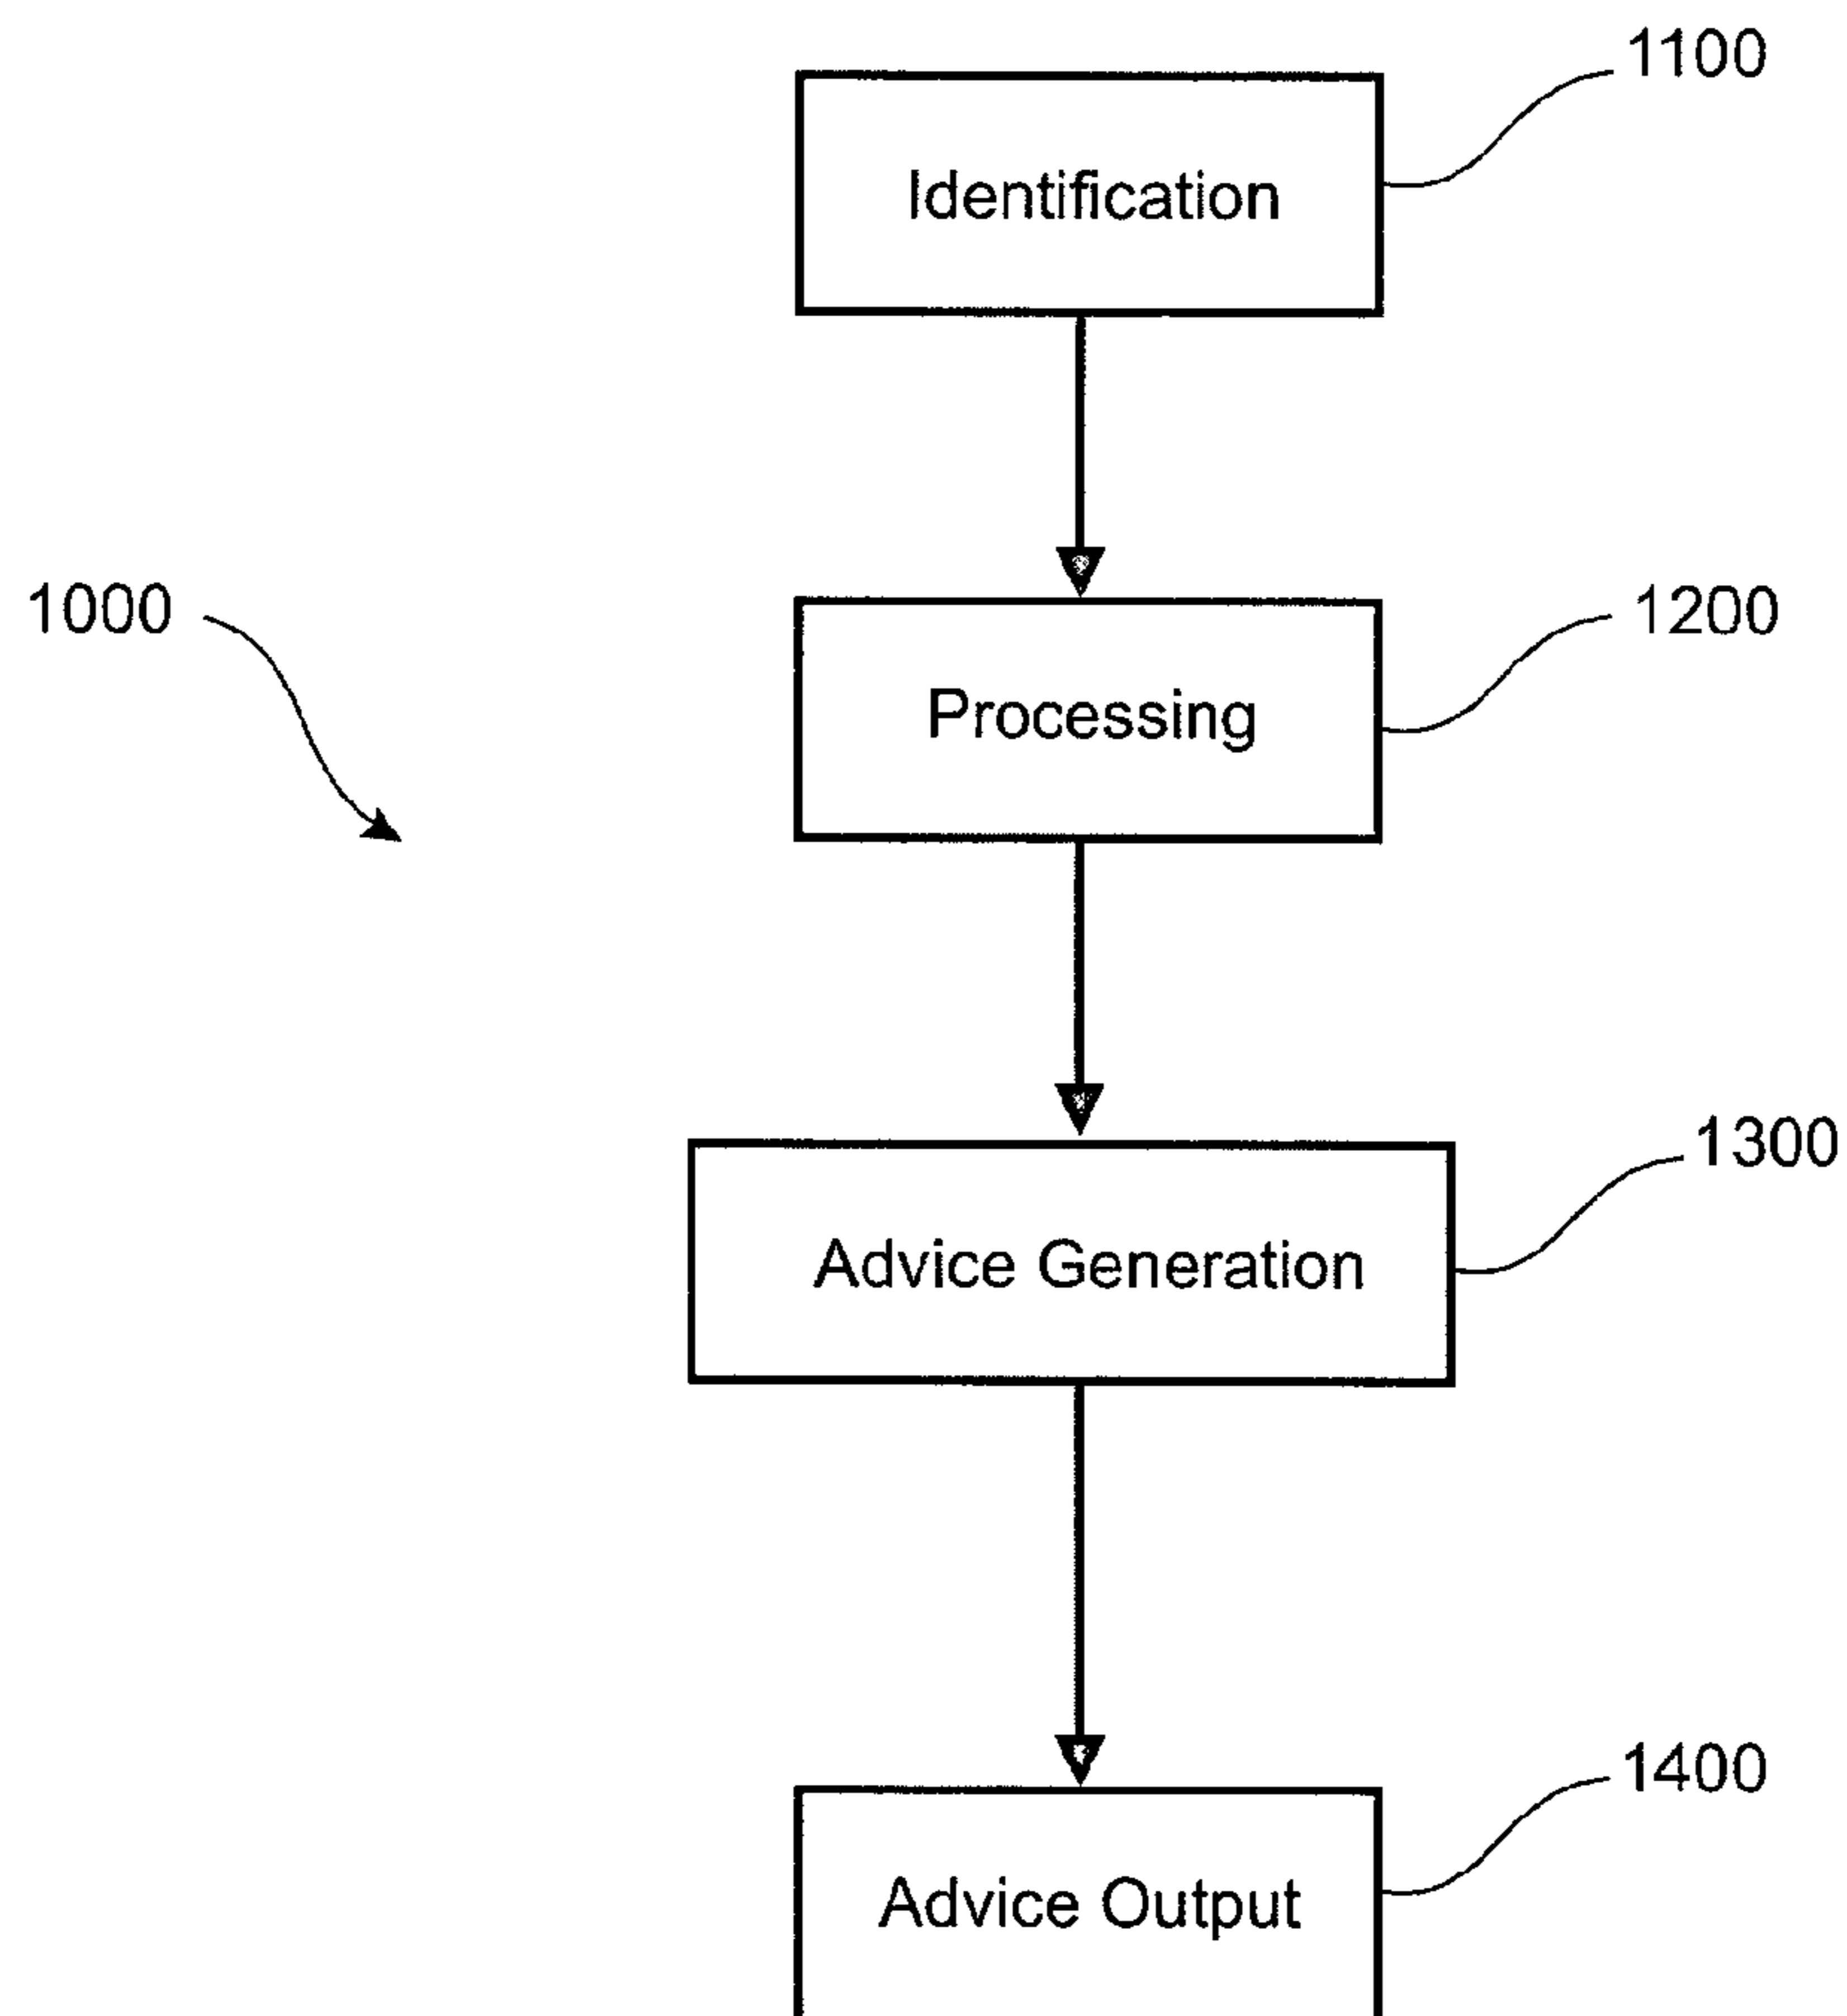 1100
Identification
1000
1200
Processing
1300
Advice Generation
1400
Advice Output